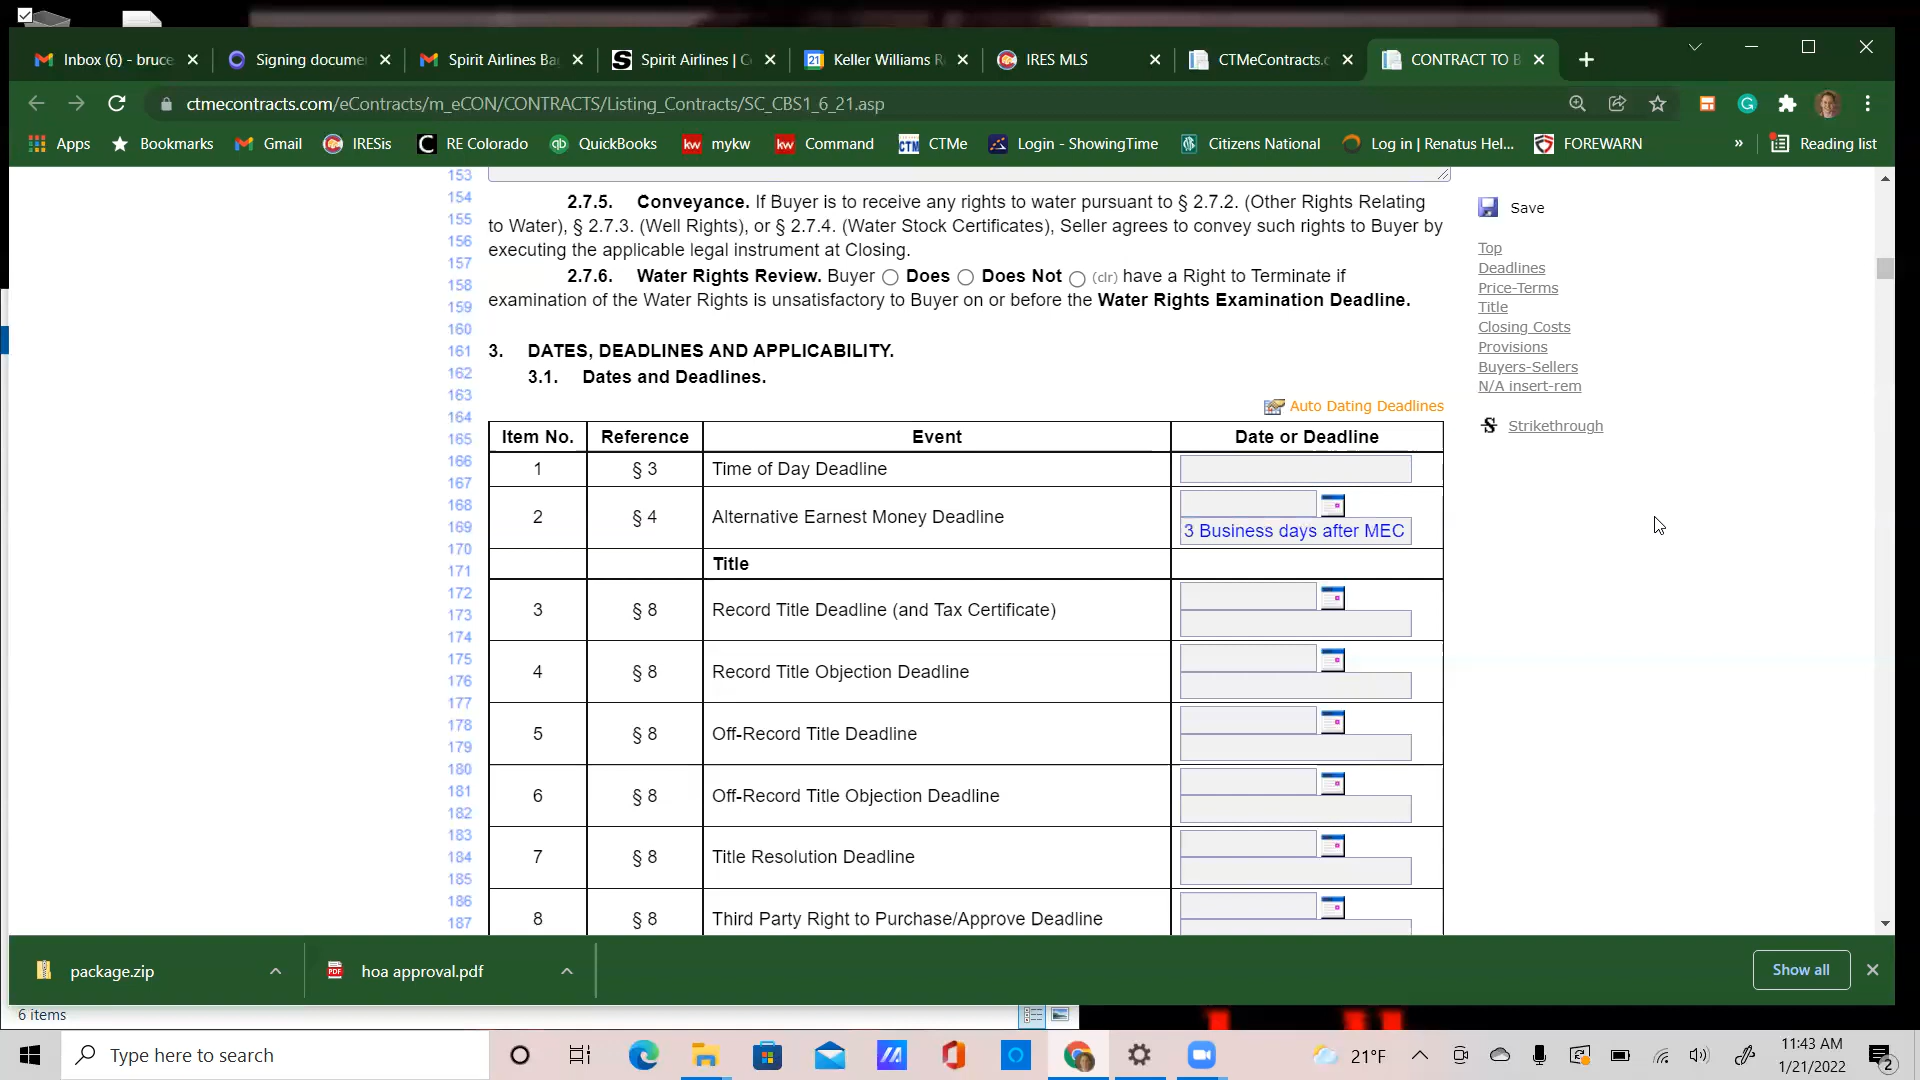 Inbox (6) - bruce
Signing docume
Spirit Airlines Ba
Spirit Airlines | C
Keller Williams R
IRES MLS
CTMeContracts.c
CONTRACT TO B
ctmecontracts.com/eContracts/m_eCON/CONTRACTS/Listing_Contracts/SC_CBS1_6_21.asp
Apps
Bookmarks
Gmail
IRESis
RE Colorado
QuickBooks
kw mykw
kw Command
CTM CTMe
Login - ShowingTime
Citizens National
Log in | Renatus Hel...
FOREWARN
»
Reading list
153
154 2.7.5. Conveyance. If Buyer is to receive any rights to water pursuant to § 2.7.2. (Other Rights Relating
155 to Water), § 2.7.3. (Well Rights), or § 2.7.4. (Water Stock Certificates), Seller agrees to convey such rights to Buyer by
156 executing the applicable legal instrument at Closing.
157
158 2.7.6. Water Rights Review. Buyer Does Does Not (clr) have a Right to Terminate if
159 examination of the Water Rights is unsatisfactory to Buyer on or before the Water Rights Examination Deadline.
160
161 3. DATES, DEADLINES AND APPLICABILITY.
162 3.1. Dates and Deadlines.
163
164 Auto Dating Deadlines
165 Item No. Reference Event Date or Deadline
166 1 § 3 Time of Day Deadline
167
168
169 2 § 4 Alternative Earnest Money Deadline 3 Business days after MEC
170
171 Title
172
173 3 § 8 Record Title Deadline (and Tax Certificate)
174
175
176 4 § 8 Record Title Objection Deadline
177
178 5 § 8 Off-Record Title Deadline
179
180
181 6 § 8 Off-Record Title Objection Deadline
182
183
184 7 § 8 Title Resolution Deadline
185
186
187 8 § 8 Third Party Right to Purchase/Approve Deadline
Save
Top
Deadlines
Price-Terms
Title
Closing Costs
Provisions
Buyers-Sellers
N/A insert-rem
S Strikethrough
package.zip
PDF hoa approval.pdf
Show all
6 items
Type here to search
21°F
11:43 AM
1/21/2022
2